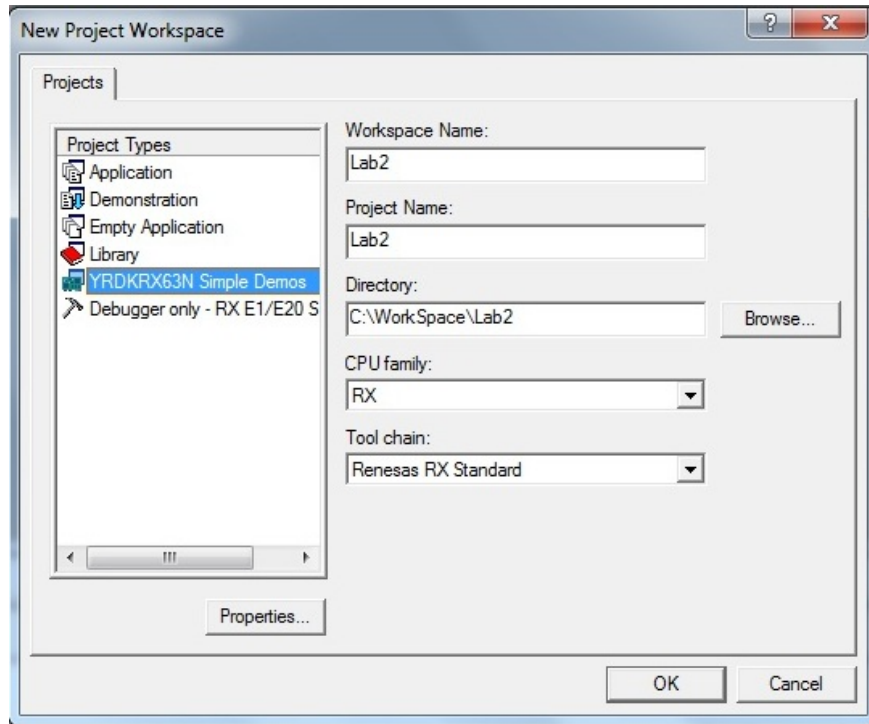 New Project Workspace
Projects
Project Types
Application
Demonstration
Empty Application
Library
YRDKRX63N Simple Demos
Debugger only - RX E1/E20 S
Properties...
Workspace Name:
Lab2
Project Name:
Lab2
Directory:
C:\WorkSpace\Lab2
Browse...
CPU family:
RX
Tool chain:
Renesas RX Standard
OK
Cancel